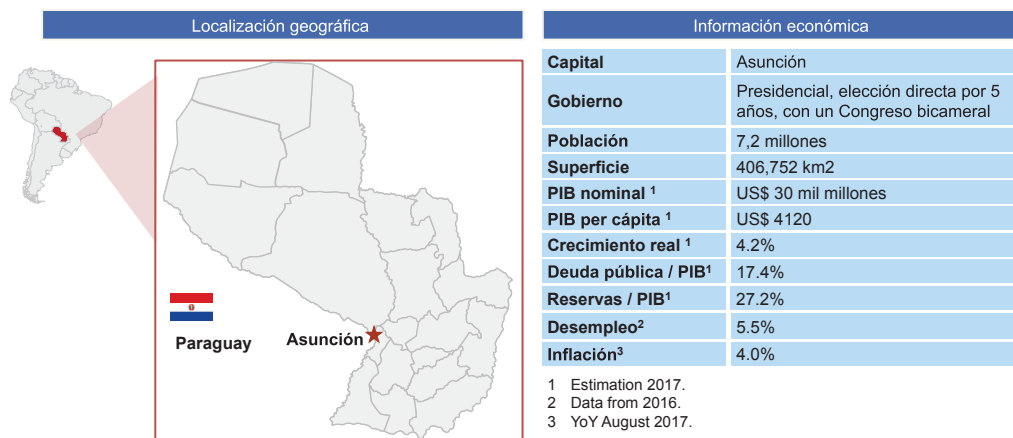 Localización geográfica
Paraguay
Asunción
Información económica
Capital Asunción
Gobierno Presidencial, elección directa por 5
años, con un Congreso bicameral
Población 7,2 millones
Superficie 406,752 km2
PIB nominal ¹ US$ 30 mil millones
PIB per cápita ¹ US$ 4120
Crecimiento real ¹ 4.2%
Deuda pública / PIB¹ 17.4%
Reservas / PIB¹ 27.2%
Desempleo² 5.5%
Inflación³ 4.0%
1 Estimation 2017.
2 Data from 2016.
3 YoY August 2017.